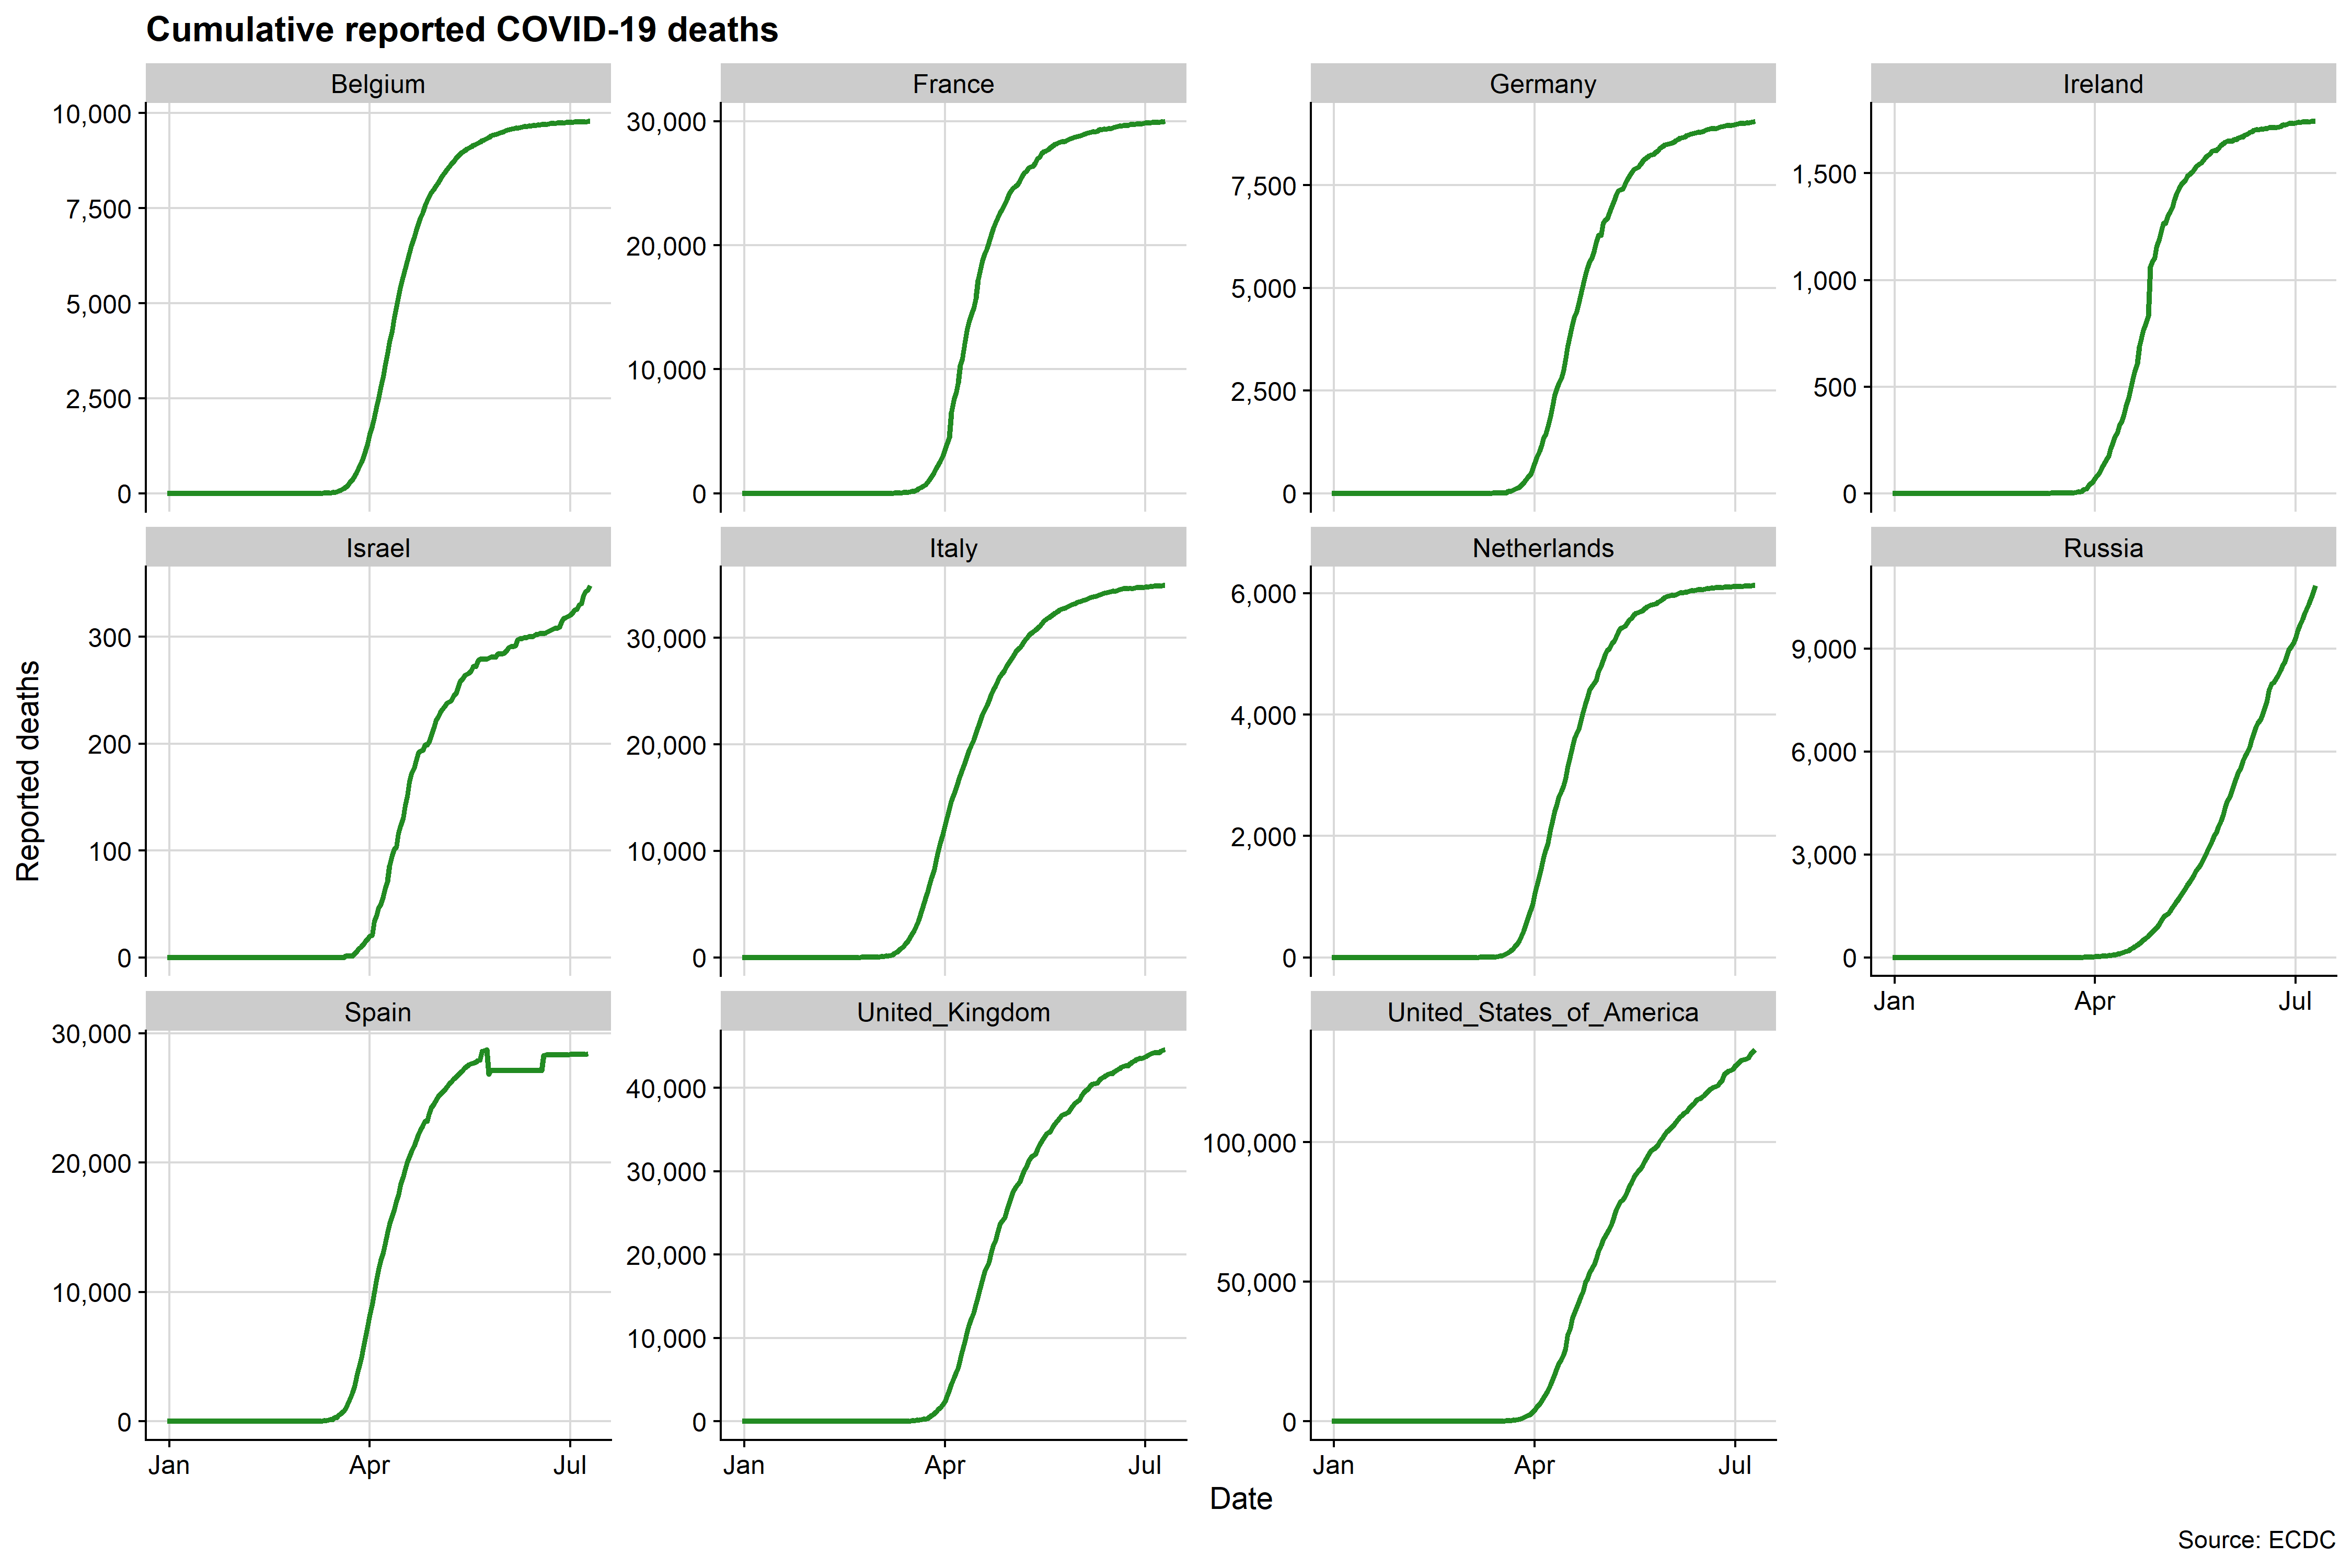 Cumulative reported COVID-19 deaths
Belgium
France
Germany
Ireland
10,000
7,500
5,000
2,500
0
30,000
20,000
10,000
0
7,500
5,000
2,500
0
1,500
1,000
500
0
Israel
Italy
Netherlands
Russia
300
200
100
0
30,000
20,000
10,000
0
6,000
4,000
2,000
0
9,000
6,000
3,000
0
Jan Apr Jul
Reported deaths
Spain
United_Kingdom
United_States_of_America
30,000
20,000
10,000
0
40,000
30,000
20,000
10,000
0
100,000
50,000
0
Jan Apr Jul
Jan Apr Jul
Jan Apr Jul
Date
Source: ECDC